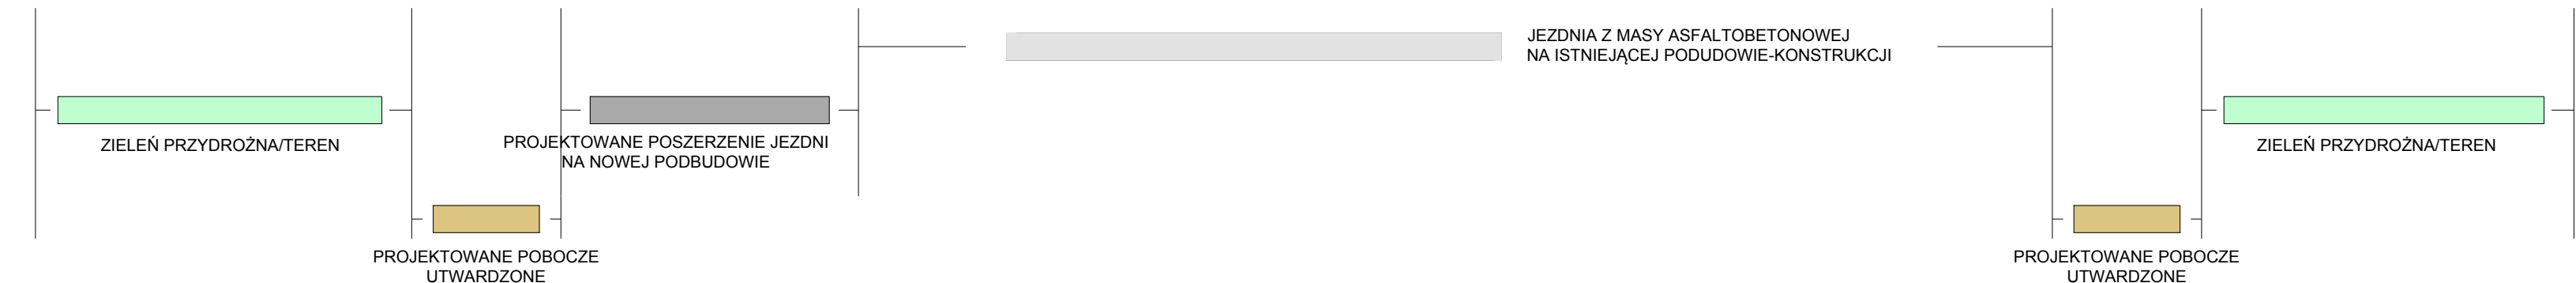 JEZDNIA Z MASY ASFALTOBETONOWEJ
NA ISTNIEJĄCEJ PODUDOWIE-KONSTRUKCJI
ZIELEŃ PRZYDROŻNA/TEREN
PROJEKTOWANE POSZERZENIE JEZDNI
NA NOWEJ PODBUDOWIE
ZIELEŃ PRZYDROŻNA/TEREN
PROJEKTOWANE POBOCZE
UTWARDZONE
PROJEKTOWANE POBOCZE
UTWARDZONE